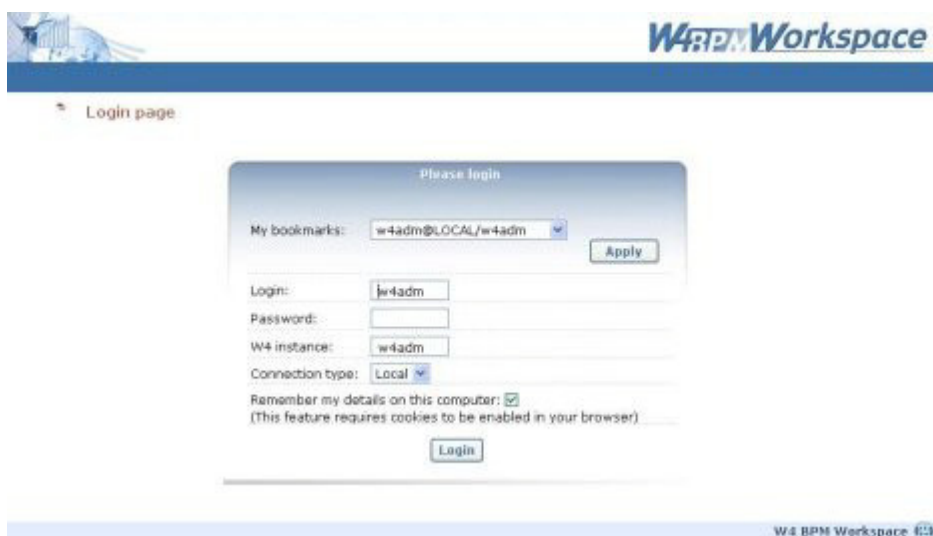 W4BPM Workspace
Login page
Please login
My bookmarks: w4adm@LOCAL/w4adm
Apply
Login: w4adm
Password:
W4 instance: w4adm
Connection type: Local
Remember my details on this computer:
(This feature requires cookies to be enabled in your browser)
Login
W4 BPM Workspace